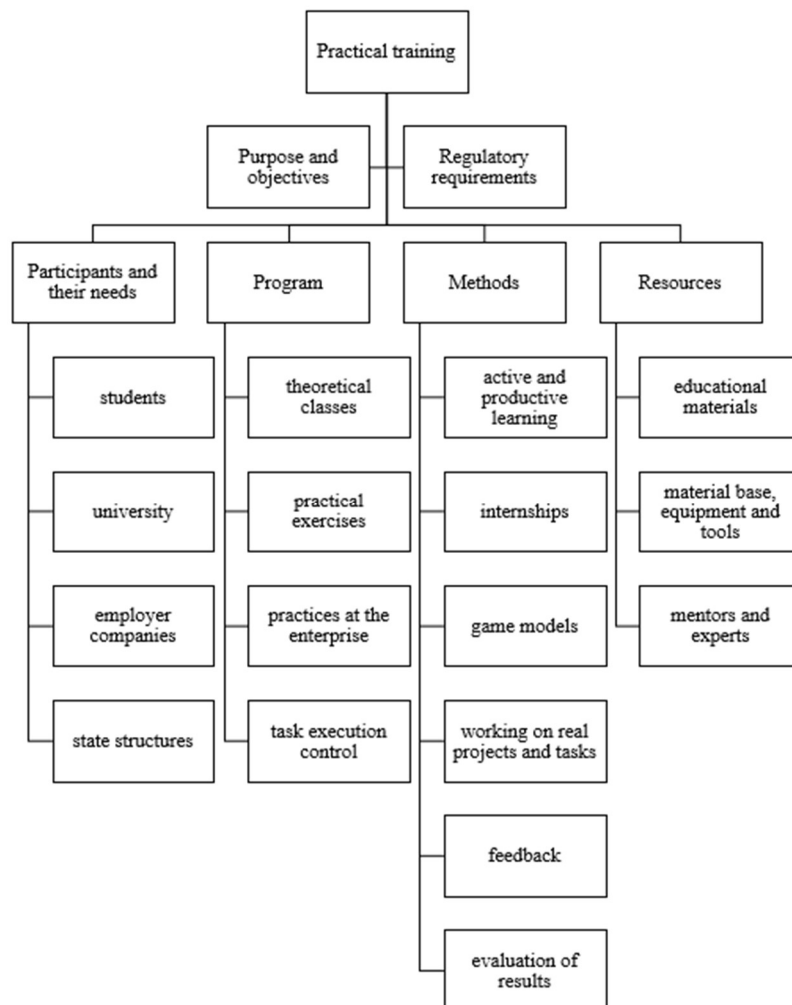 Practical training
Purpose and
objectives
Regulatory
requirements
Participants and
their needs
Program
Methods
Resources
students
theoretical
classes
active and
productive
learning
educational
materials
university
practical
exercises
internships
material base,
equipment and
tools
employer
companies
practices at the
enterprise
game models
mentors and
experts
state structures
task execution
control
working on real
projects and tasks
feedback
evaluation of
results